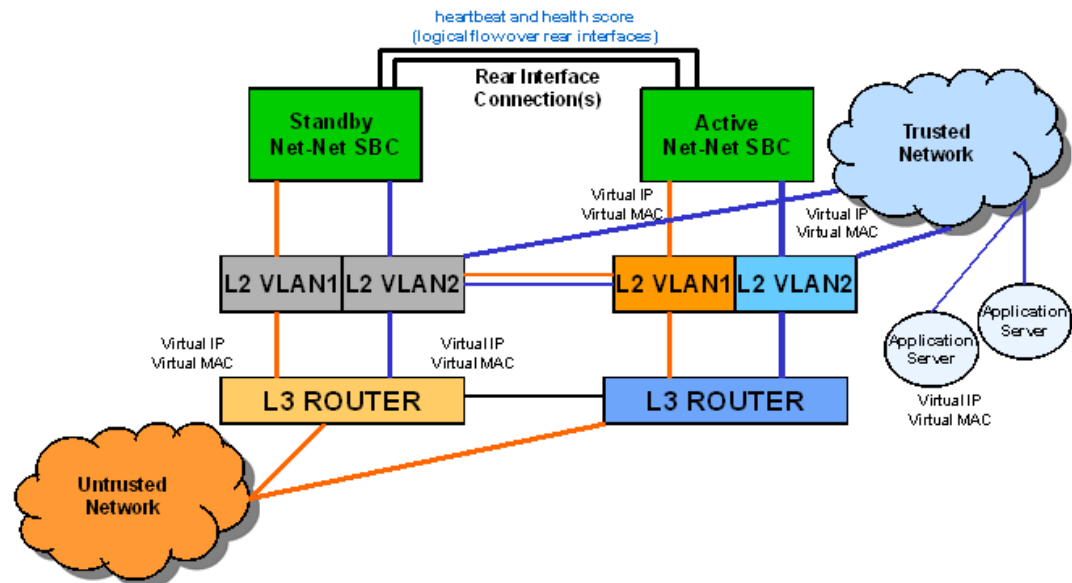 heartbeat and health score
(logical flow over rear interfaces)
Rear Interface
Connection(s)
Standby
Net-Net SBC
Active
Net-Net SBC
Trusted
Network
Virtual IP
Virtual MAC
Virtual IP
Virtual MAC
L2 VLAN1
L2 VLAN2
L2 VLAN1
L2 VLAN2
Application
Server
Application
Server
Virtual IP
Virtual MAC
Virtual IP
Virtual MAC
L3 ROUTER
L3 ROUTER
Virtual IP
Virtual MAC
Untrusted
Network